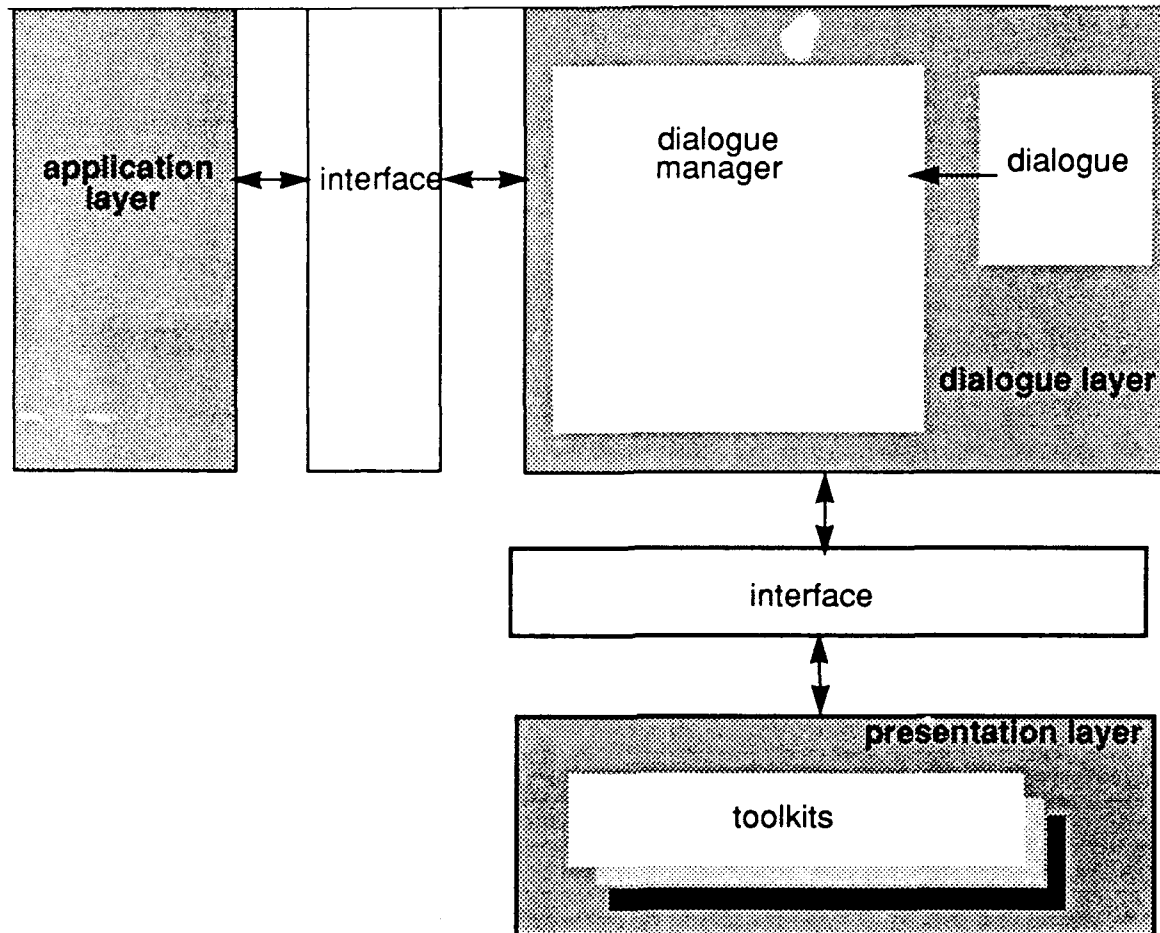 application
layer
interface
dialogue
manager
dialogue
dialogue layer
interface
presentation layer
toolkits